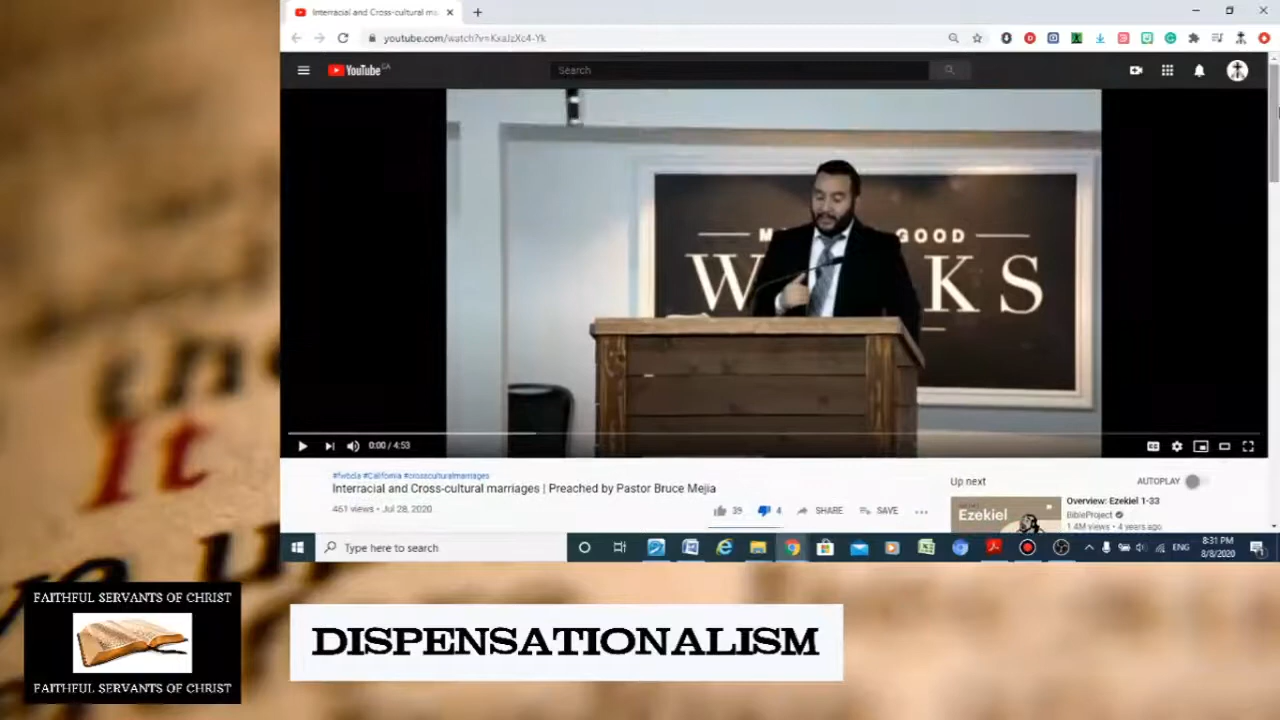 Interracial and Cross-cultural ma
youtube.com/watch?v=KxaJzXc4-Yk
YouTube CA
Search
GOOD
W KS
0:00 / 4:53
#fwbcla #California #crossculturalmarriages
Interracial and Cross-cultural marriages | Preached by Pastor Bruce Mejia
461 views • Jul 28, 2020
39
4
SHARE
SAVE
Up next
AUTOPLAY
Ezekiel
Overview: Ezekiel 1-33
BibleProject
1.4M views • 4 years ago
Type here to search
ENG
8:31 PM
8/8/2020
the
It
FAITHFUL SERVANTS OF CHRIST
FAITHFUL SERVANTS OF CHRIST
DISPENSATIONALISM